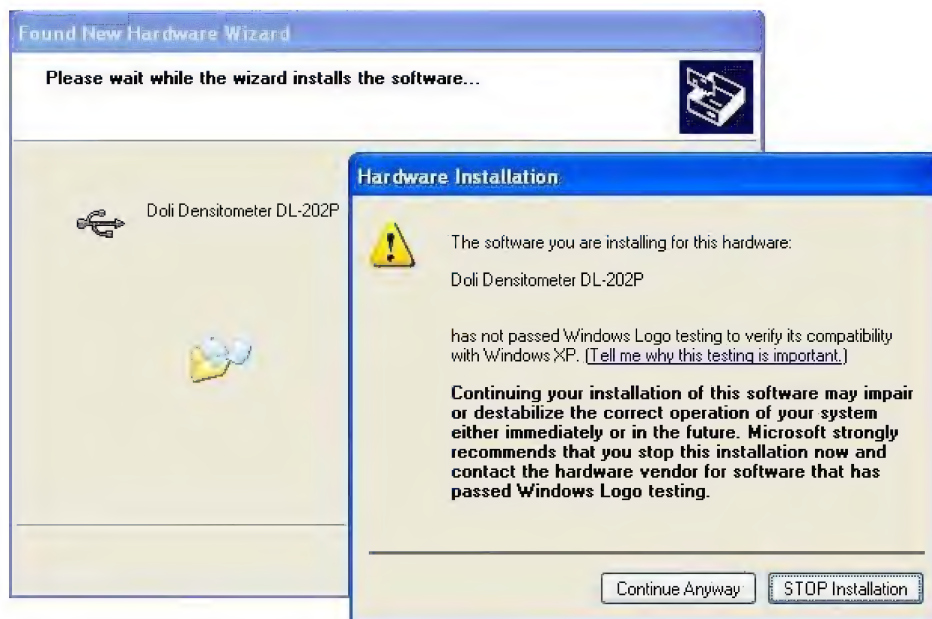 Found New Hardware Wizard
Please wait while the wizard installs the software...
Doli Densitometer DL-202P
Hardware Installation
The software you are installing for this hardware:
Doli Densitometer DL-202P
has not passed Windows Logo testing to verify its compatibility
with Windows XP. (Tell me why this testing is important.)
Continuing your installation of this software may impair
or destabilize the correct operation of your system
either immediately or in the future. Microsoft strongly
recommends that you stop this installation now and
contact the hardware vendor for software that has
passed Windows Logo testing.
Continue Anyway
STOP Installation